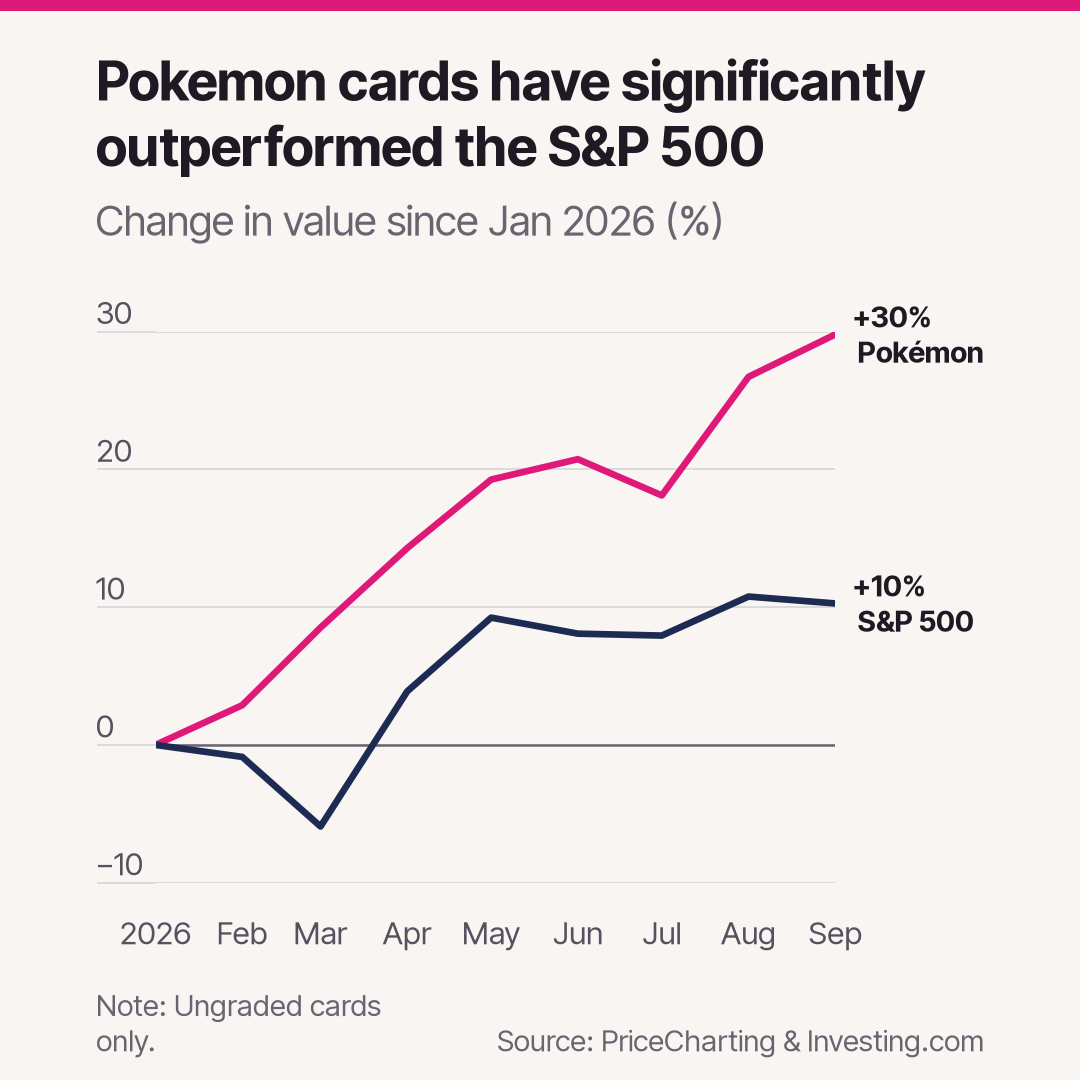 Pokemon cards have significantly
outperformed the S&P 500
Change in value since Jan 2026 (%)
30
+30%
Pokémon
20
10
+10%
S&P 500
0
−10
2026 Feb Mar Apr May Jun Jul Aug Sep
Note: Ungraded cards
only.
Source: PriceCharting & Investing.com